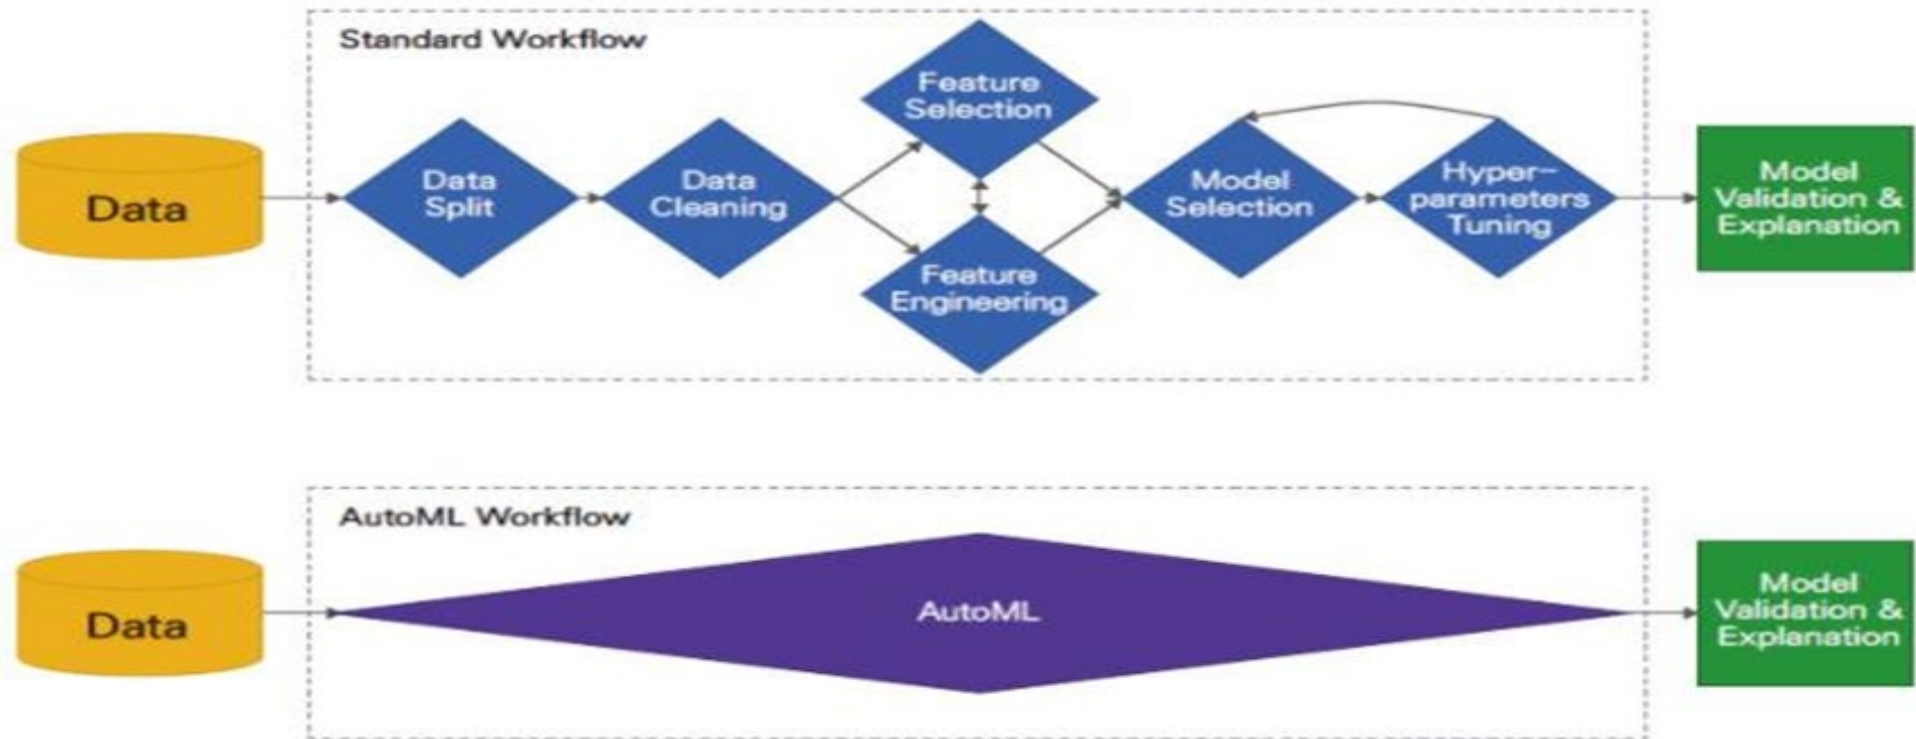 Standard Workflow
Data
Data
Split
Data
Cleaning
Feature
Selection
Feature
Engineering
Model
Selection
Hyper-
parameters
Tuning
Model
Validation &
Explanation
AutoML Workflow
Data
AutoML
Model
Validation &
Explanation